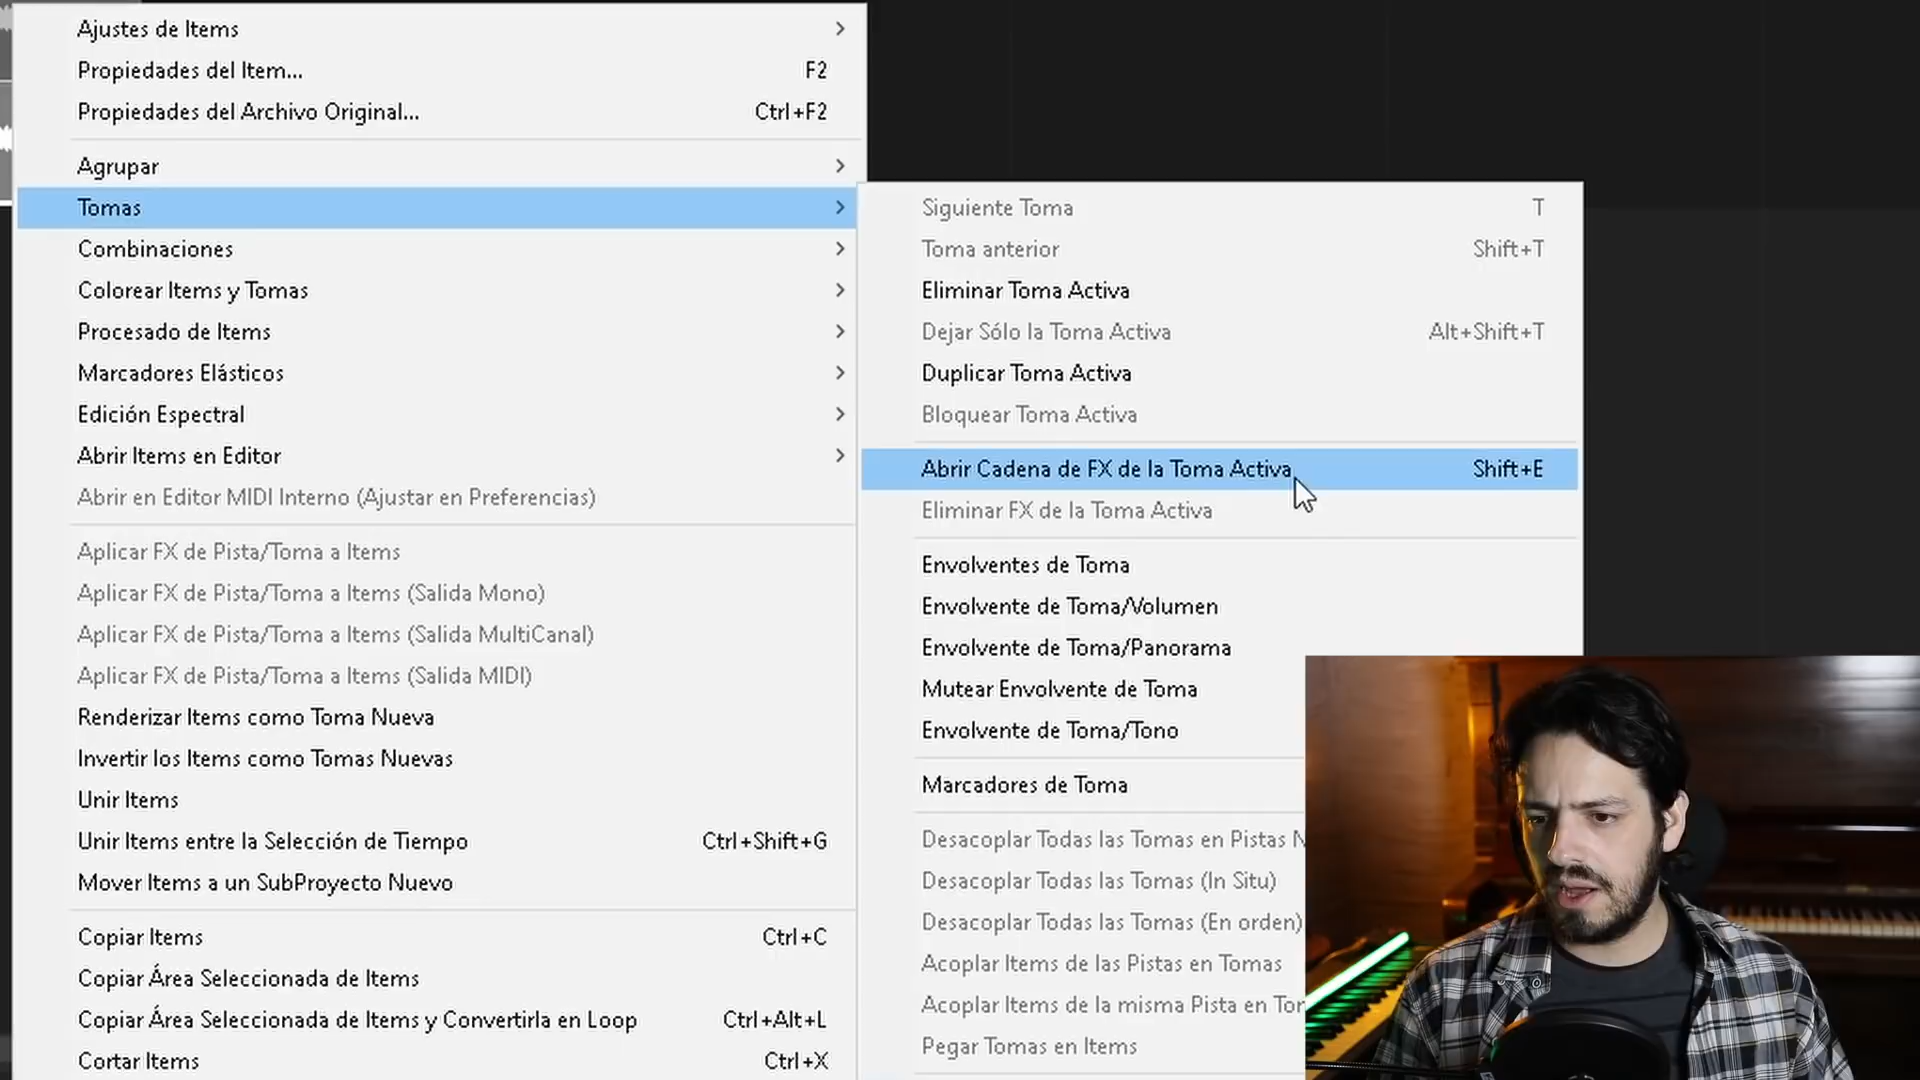 Ajustes de Items
Propiedades del Item... F2
Propiedades del Archivo Original... Ctrl+F2
Agrupar
Tomas
Combinaciones
Colorear Items y Tomas
Procesado de Items
Marcadores Elásticos
Edición Espectral
Abrir Items en Editor
Abrir en Editor MIDI Interno (Ajustar en Preferencias)
Aplicar FX de Pista/Toma a Items
Aplicar FX de Pista/Toma a Items (Salida Mono)
Aplicar FX de Pista/Toma a Items (Salida MultiCanal)
Aplicar FX de Pista/Toma a Items (Salida MIDI)
Renderizar Items como Toma Nueva
Invertir los Items como Tomas Nuevas
Unir Items
Unir Items entre la Selección de Tiempo Ctrl+Shift+G
Mover Items a un SubProyecto Nuevo
Copiar Items Ctrl+C
Copiar Área Seleccionada de Items
Copiar Área Seleccionada de Items y Convertirla en Loop Ctrl+Alt+L
Cortar Items Ctrl+X
Siguiente Toma T
Toma anterior Shift+T
Eliminar Toma Activa
Dejar Sólo la Toma Activa Alt+Shift+T
Duplicar Toma Activa
Bloquear Toma Activa
Abrir Cadena de FX de la Toma Activa Shift+E
Eliminar FX de la Toma Activa
Envolventes de Toma
Envolvente de Toma/Volumen
Envolvente de Toma/Panorama
Mutear Envolvente de Toma
Envolvente de Toma/Tono
Marcadores de Toma
Desacoplar Todas las Tomas en Pistas
Desacoplar Todas las Tomas (In Situ)
Desacoplar Todas las Tomas (En orden)
Acoplar Items de las Pistas en Tomas
Acoplar Items de la misma Pista en
Pegar Tomas en Items